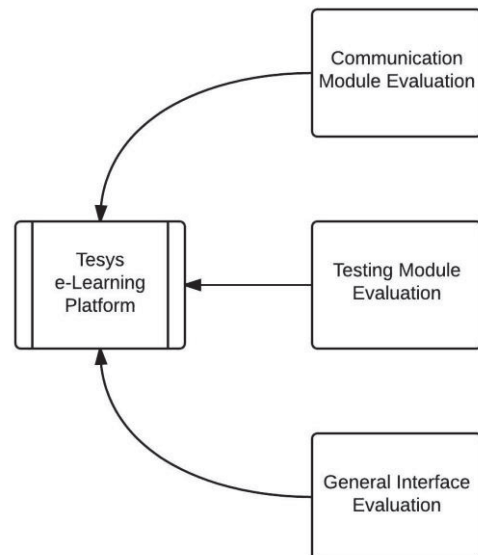 Communication
Module Evaluation
Tesys
e-Learning
Platform
Testing Module
Evaluation
General Interface
Evaluation